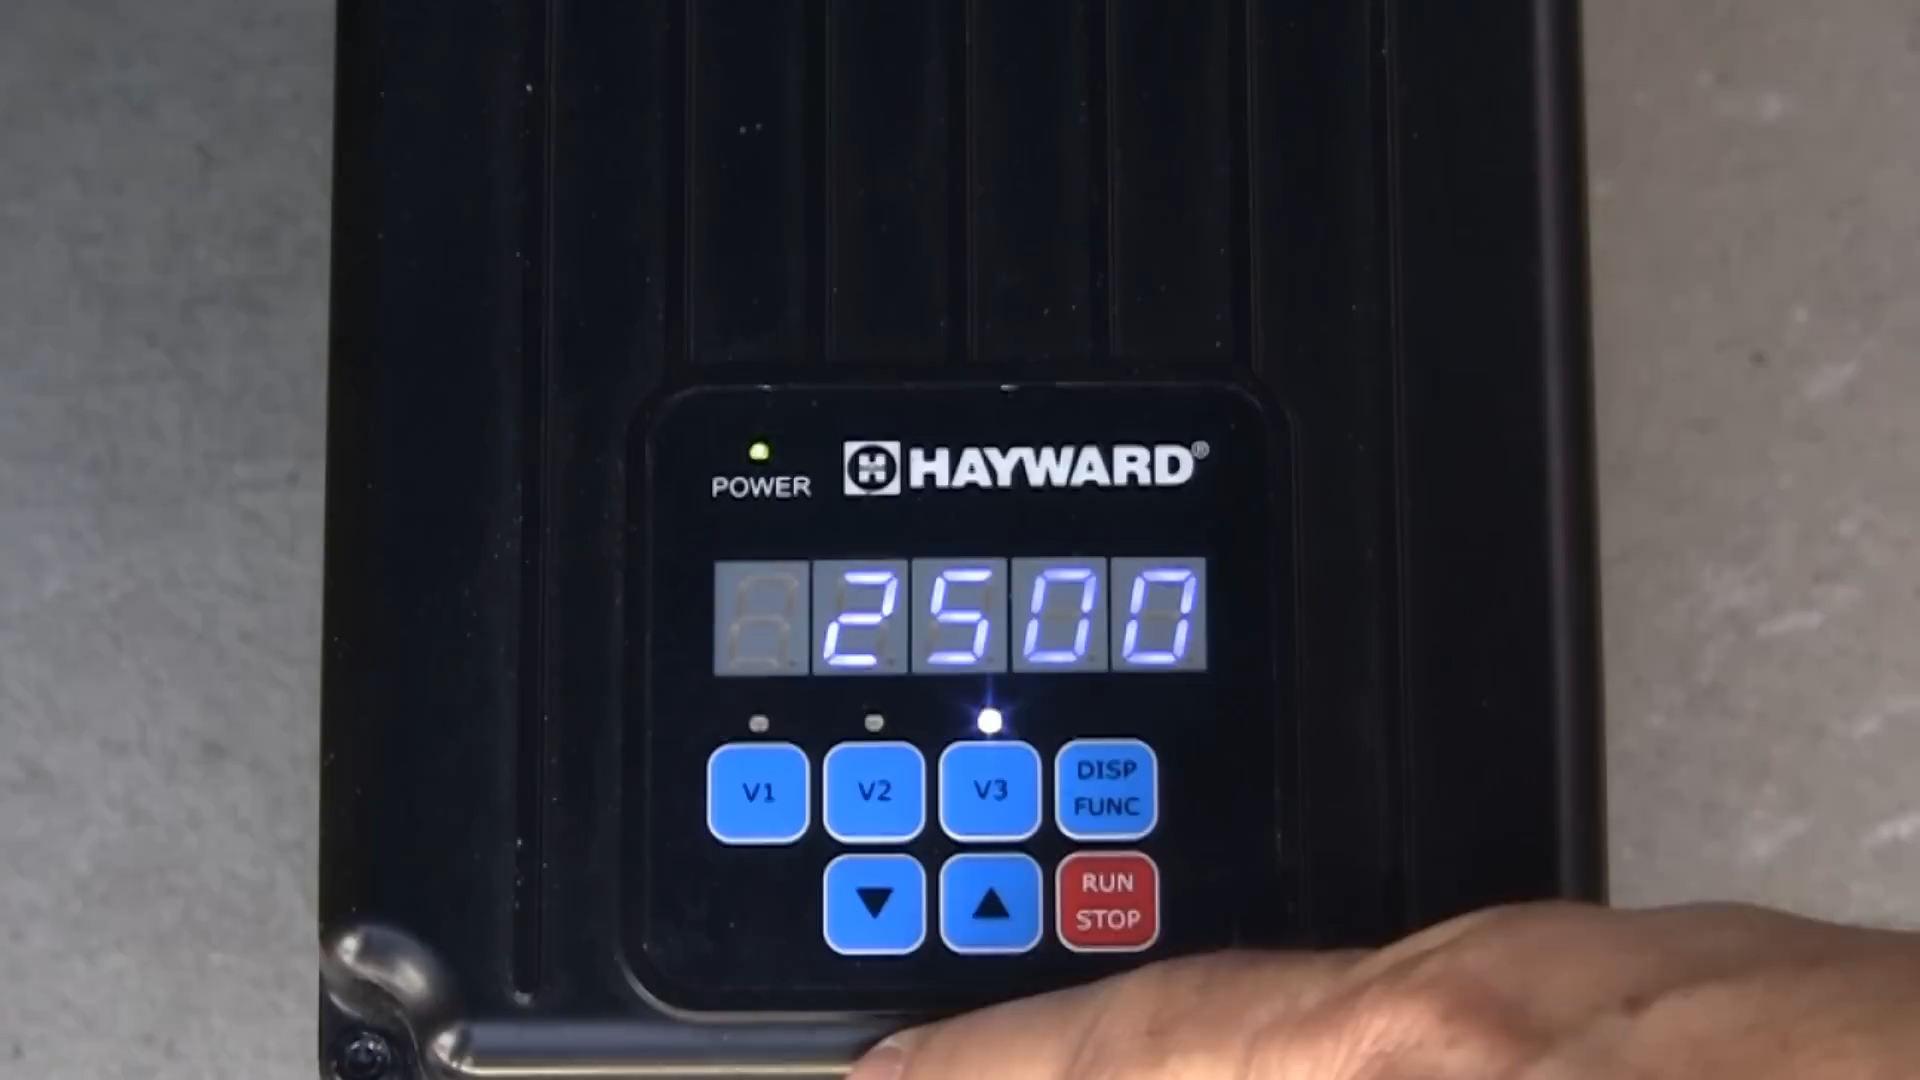 POWER
HAYWARD®
2500
V1 V2 V3 DISP FUNC
▼ ▲ RUN STOP